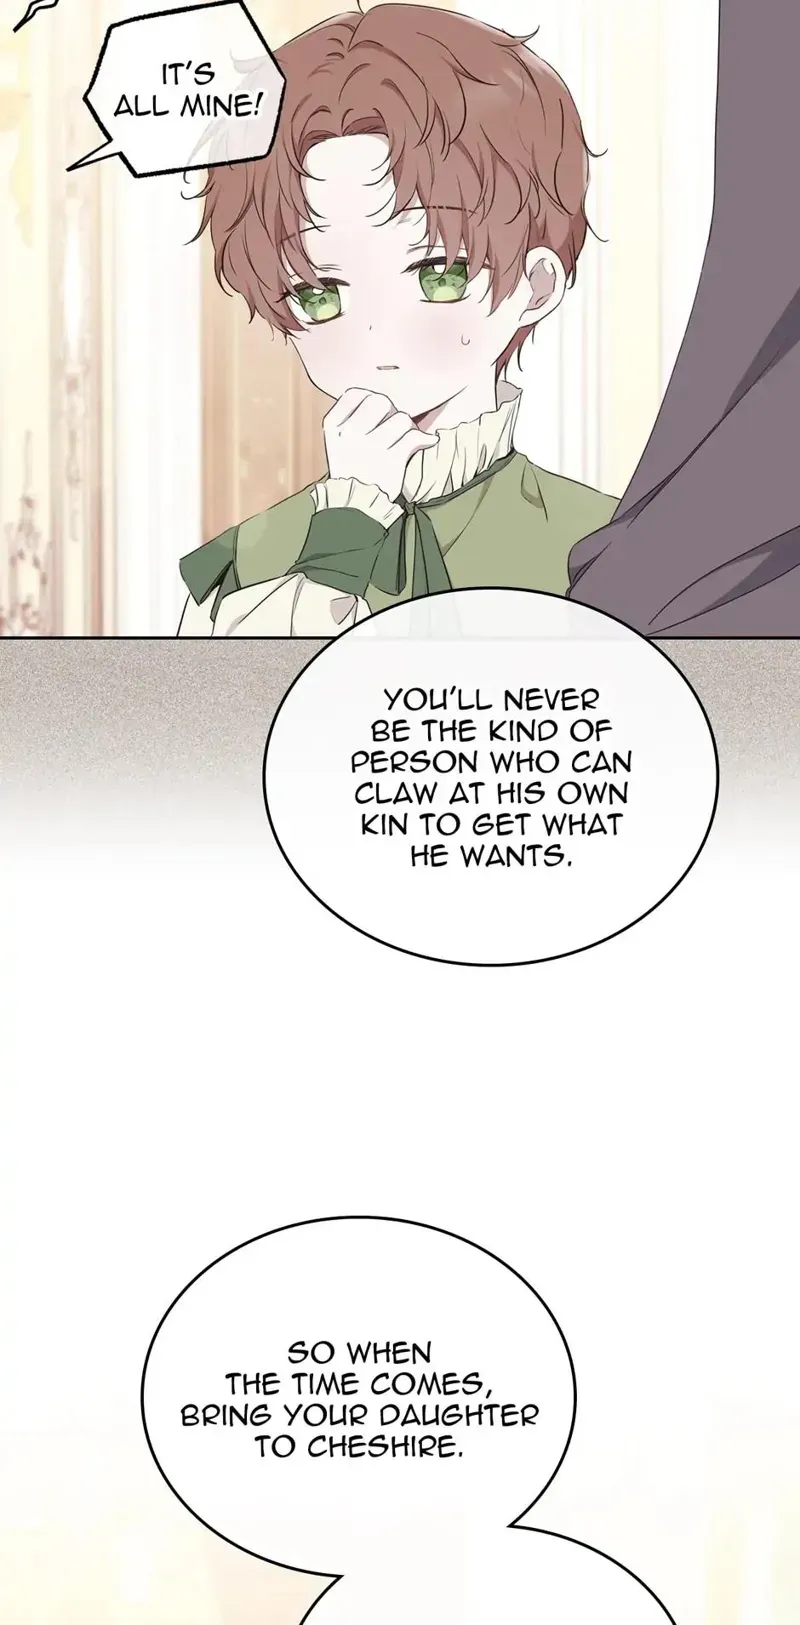 IT'S
ALL MINE!
YOU'LL NEVER
BE THE KIND OF
PERSON WHO CAN
CLAW AT HIS OWN
KIN TO GET WHAT
HE WANTS.
SO WHEN
THE TIME COMES,
BRING YOUR DAUGHTER
TO CHESHIRE.